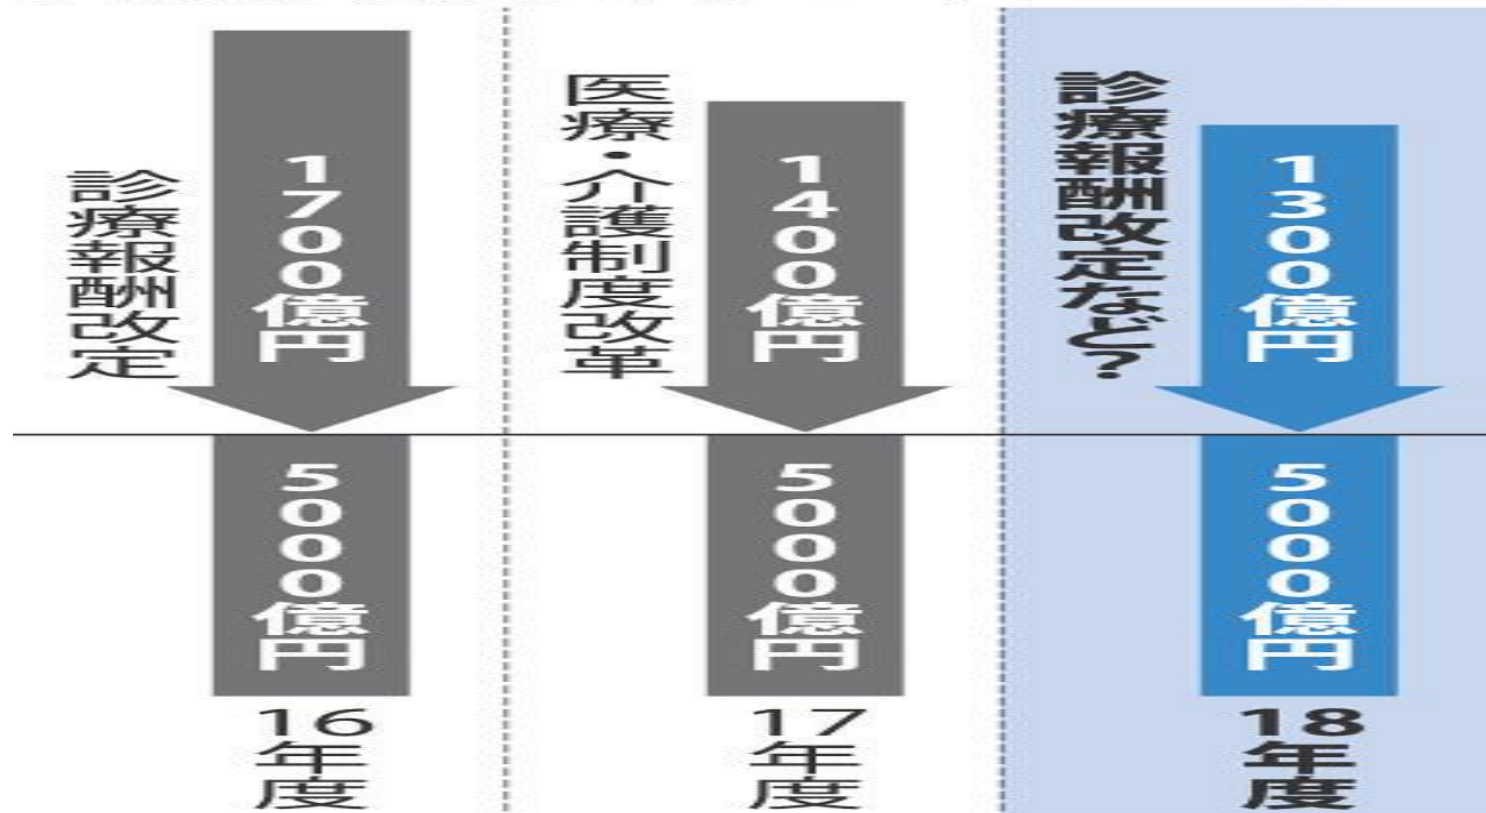 診療報酬改定
1700億円
5000億円
16年度
医療・介護制度改革
1400億円
5000億円
17年度
診療報酬改定など?
1300億円
5000億円
18年度